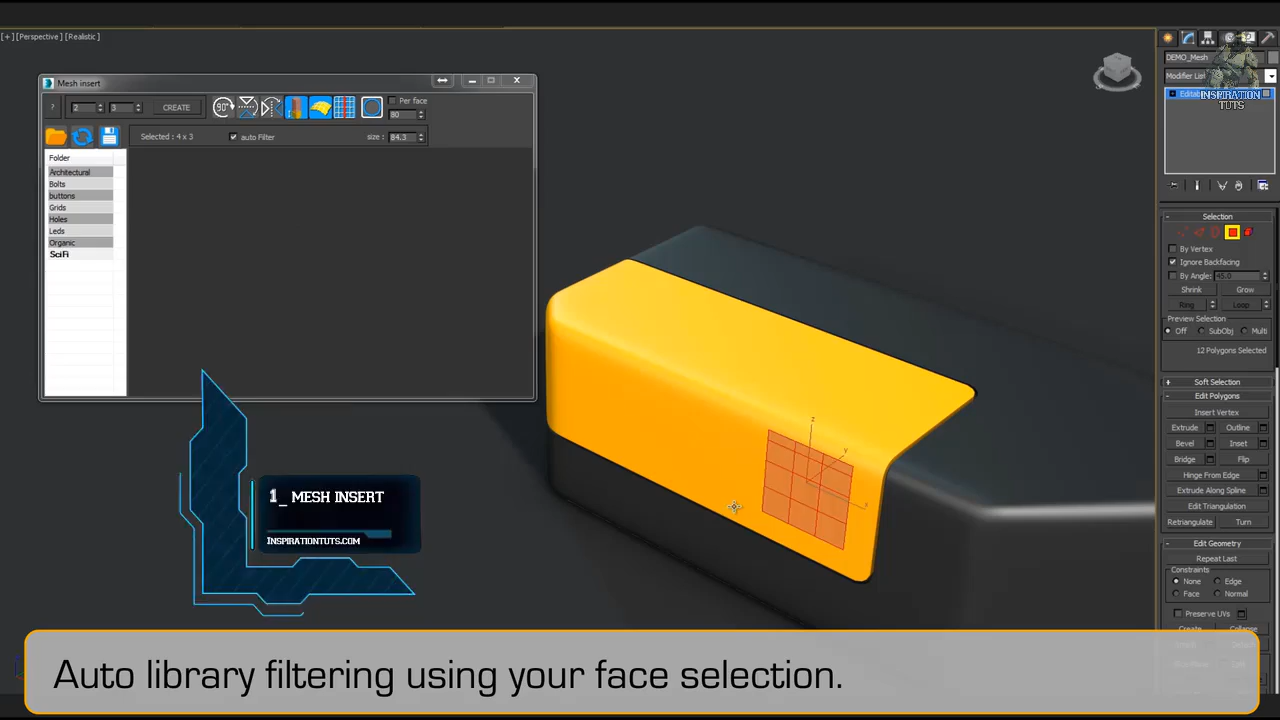 [+] [Perspective] [Realistic]
Mesh insert
? 2 3 CREATE 90° Per face
80
Selected : 4 x 3 auto Filter size : 84.3
Folder
Architectural
Bolts
buttons
Grids
Holes
Leds
Organic
SciFi
z
y
x
1_ MESH INSERT
INSPIRATIONTUTS.COM
DEMO_Mesh
Modifier List
INSPIRATION
TUTS
Selection
By Vertex
Ignore Backfacing
By Angle: 45.0
Shrink Grow
Ring Loop
Preview Selection
Off SubObj Multi
12 Polygons Selected
Soft Selection
Edit Polygons
Insert Vertex
Extrude Outline
Bevel Inset
Bridge Flip
Hinge From Edge
Extrude Along Spline
Edit Triangulation
Retriangulate Turn
Edit Geometry
Repeat Last
Constraints
None Edge
Face Normal
Preserve UVs
Create Collapse
Auto library filtering using your face selection.